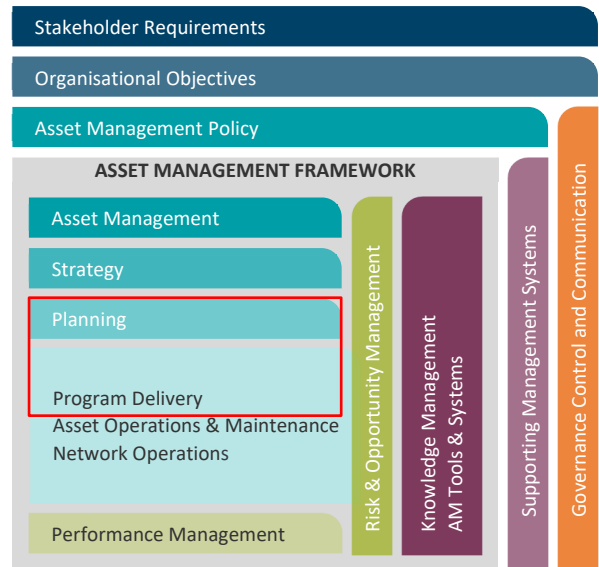 Stakeholder Requirements
Organisational Objectives
Asset Management Policy
ASSET MANAGEMENT FRAMEWORK
Asset Management
Strategy
Planning
Program Delivery
Asset Operations & Maintenance
Network Operations
Performance Management
Risk & Opportunity Management
Knowledge Management
AM Tools & Systems
Supporting Management Systems
Governance Control and Communication